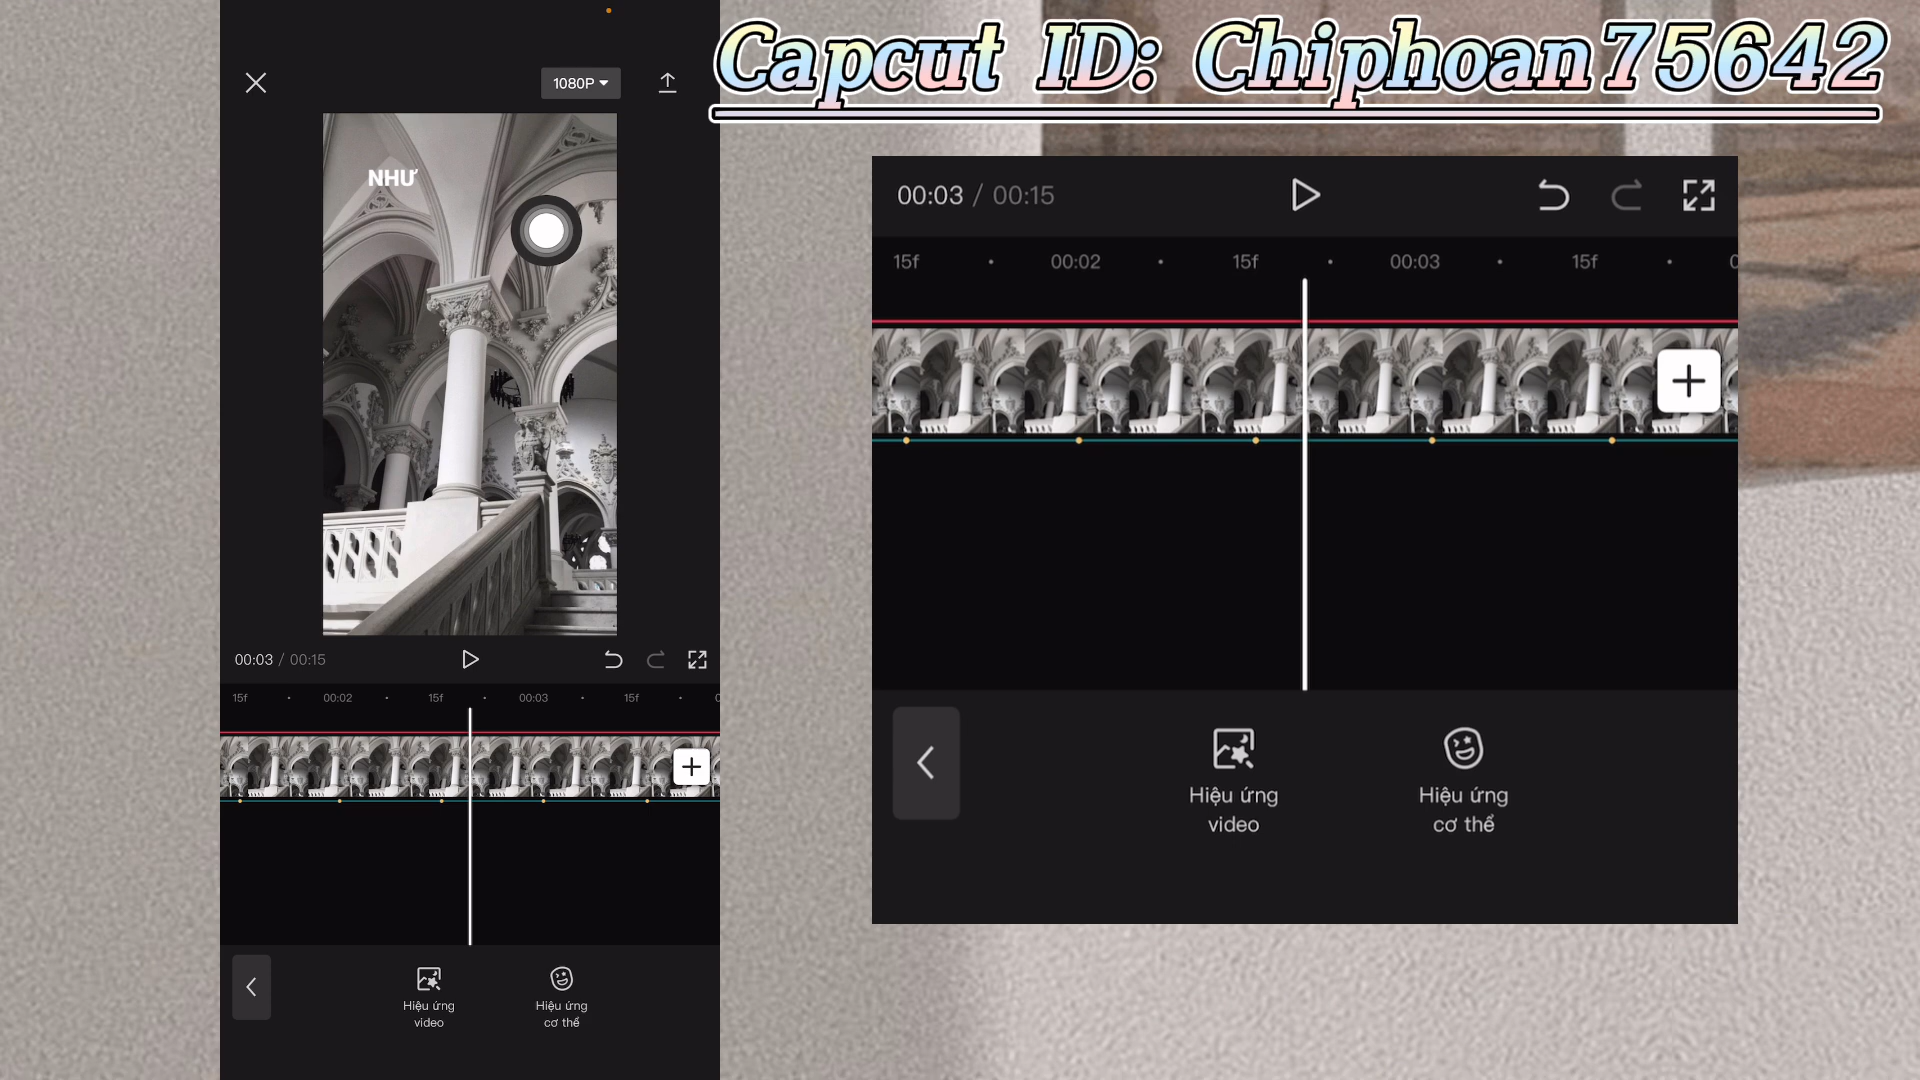 Capcut ID: Chiphoan75642
1080P
NHƯ
00:03 / 00:15
15f 00:02 15f 00:03 15f
Hiệu ứng
video
Hiệu ứng
cơ thể
00:03 / 00:15
15f 00:02 15f 00:03 15f
Hiệu ứng
video
Hiệu ứng
cơ thể